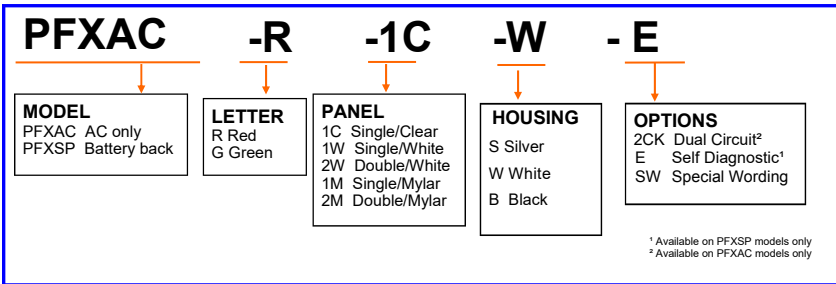 PFXAC -R -1C -W - E
MODEL
PFXAC AC only
PFXSP Battery back
LETTER
R Red
G Green
PANEL
1C Single/Clear
1W Single/White
2W Double/White
1M Single/Mylar
2M Double/Mylar
HOUSING
S Silver
W White
B Black
OPTIONS
2CK Dual Circuit²
E Self Diagnostic¹
SW Special Wording
¹ Available on PFXSP models only
² Available on PFXAC models only